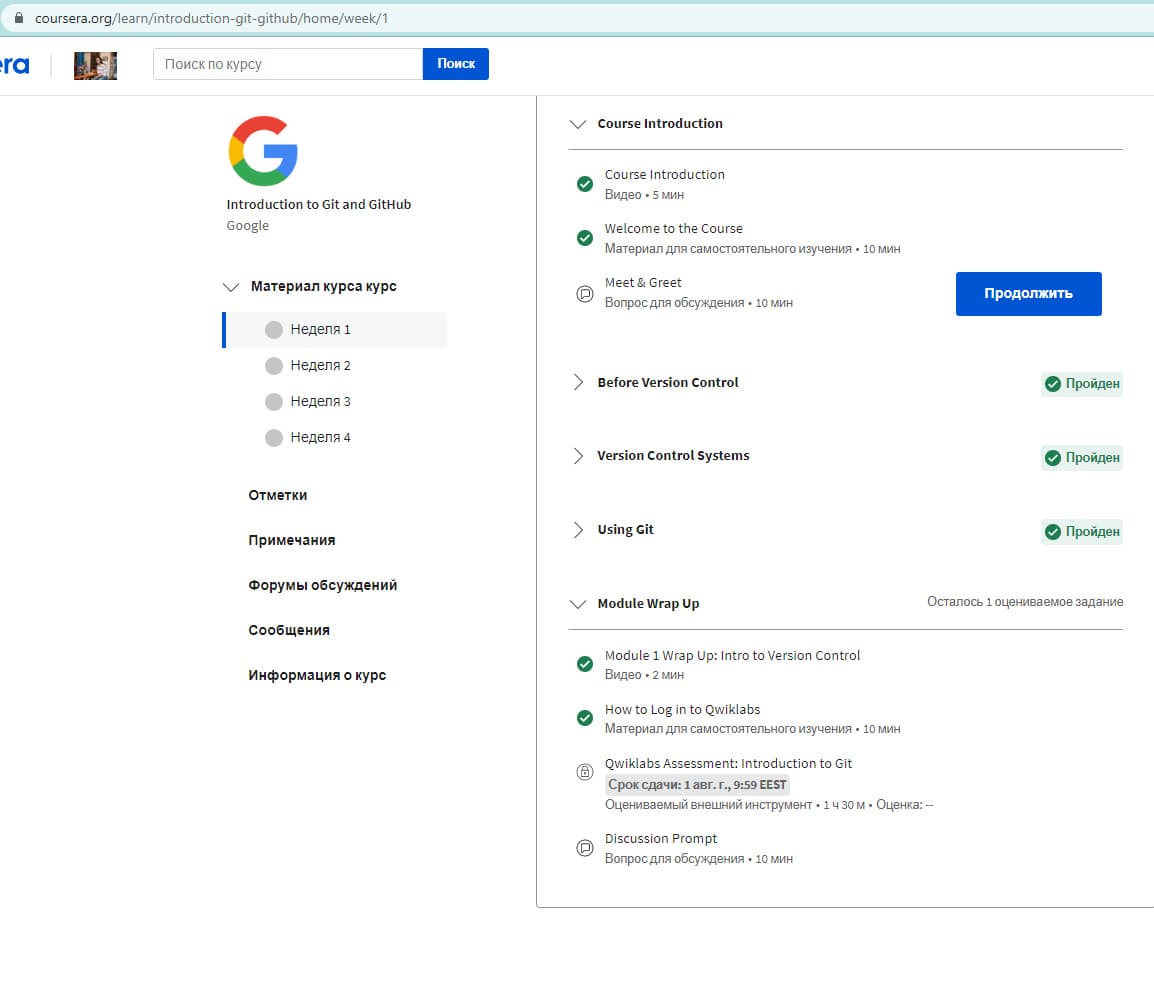 coursera.org/learn/introduction-git-github/home/week/1
era
Поиск по курсу
Поиск
Introduction to Git and GitHub
Google
Материал курса курс
Неделя 1
Неделя 2
Неделя 3
Неделя 4
Отметки
Примечания
Форумы обсуждений
Сообщения
Информация о курс
Course Introduction
Course Introduction
Видео • 5 мин
Welcome to the Course
Материал для самостоятельного изучения • 10 мин
Meet & Greet
Вопрос для обсуждения • 10 мин
Продолжить
Before Version Control
Пройден
Version Control Systems
Пройден
Using Git
Пройден
Module Wrap Up
Осталось 1 оцениваемое задание
Module 1 Wrap Up: Intro to Version Control
Видео • 2 мин
How to Log in to Qwiklabs
Материал для самостоятельного изучения • 10 мин
Qwiklabs Assessment: Introduction to Git
Срок сдачи: 1 авг. г., 9:59 EEST
Оцениваемый внешний инструмент • 1 ч 30 м • Оценка: --
Discussion Prompt
Вопрос для обсуждения • 10 мин